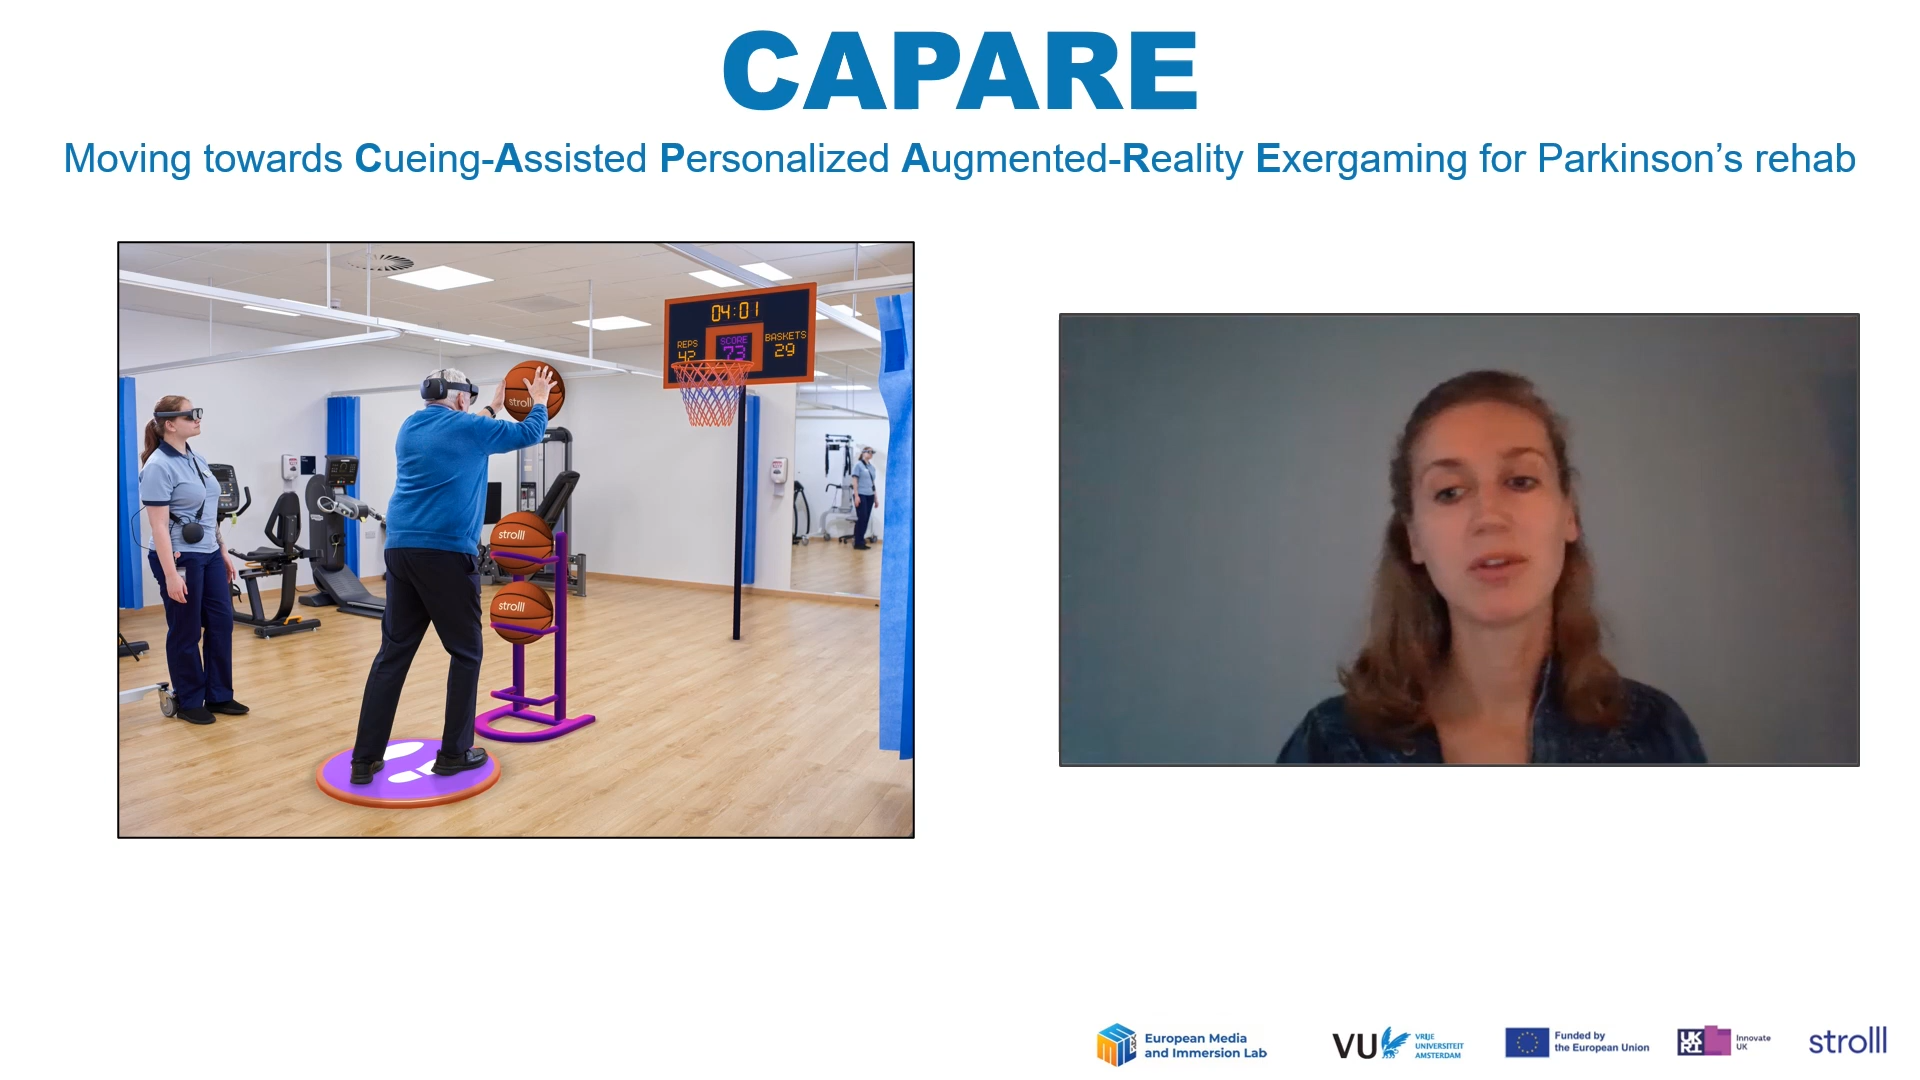 CAPARE
Moving towards Cueing-Assisted Personalized Augmented-Reality Exergaming for Parkinson’s rehab
04:01
REPS
42
SCORE
73
BASKETS
29
strolll
strolll
strolll
European Media
and Immersion Lab
VU
VRIJE
UNIVERSITEIT
AMSTERDAM
Funded by
the European Union
UKRI
Innovate
UK
strolll